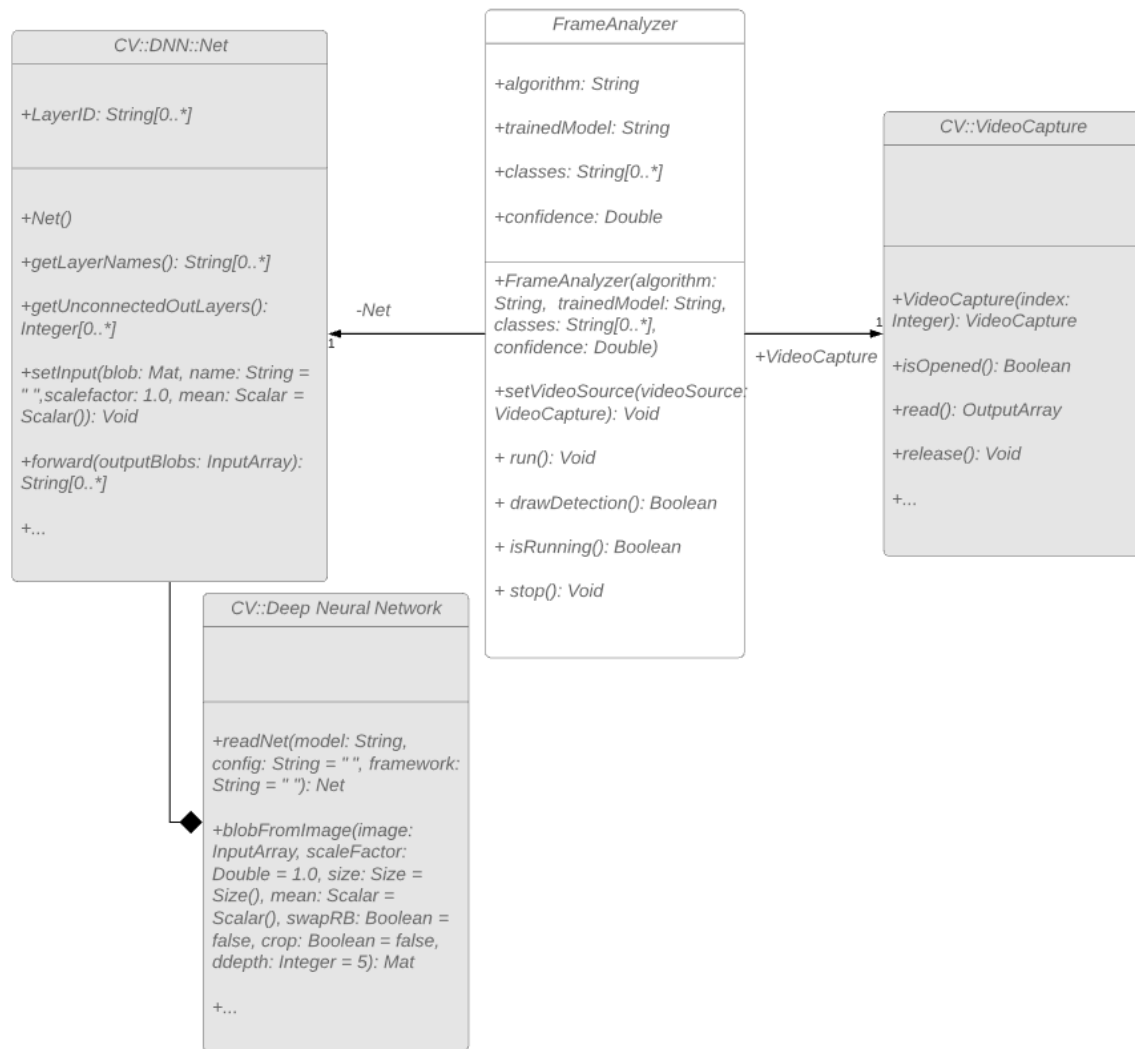 CV::DNN::Net
+LayerID: String[0..*]
+Net()
+getLayerNames(): String[0..*]
+getUnconnectedOutLayers():
Integer[0..*]
+setInput(blob: Mat, name: String =
" ",scalefactor: 1.0, mean: Scalar =
Scalar()): Void
+forward(outputBlobs: InputArray):
String[0..*]
+...
-Net
1
FrameAnalyzer
+algorithm: String
+trainedModel: String
+classes: String[0..*]
+confidence: Double
+FrameAnalyzer(algorithm:
String, trainedModel: String,
classes: String[0..*],
confidence: Double)
+setVideoSource(videoSource:
VideoCapture): Void
+ run(): Void
+ drawDetection(): Boolean
+ isRunning(): Boolean
+ stop(): Void
1
+VideoCapture
CV::VideoCapture
+VideoCapture(index:
Integer): VideoCapture
+isOpened(): Boolean
+read(): OutputArray
+release(): Void
+...
CV::Deep Neural Network
+readNet(model: String,
config: String = " ", framework:
String = " "): Net
+blobFromImage(image:
InputArray, scaleFactor:
Double = 1.0, size: Size =
Size(), mean: Scalar =
Scalar(), swapRB: Boolean =
false, crop: Boolean = false,
ddepth: Integer = 5): Mat
+...